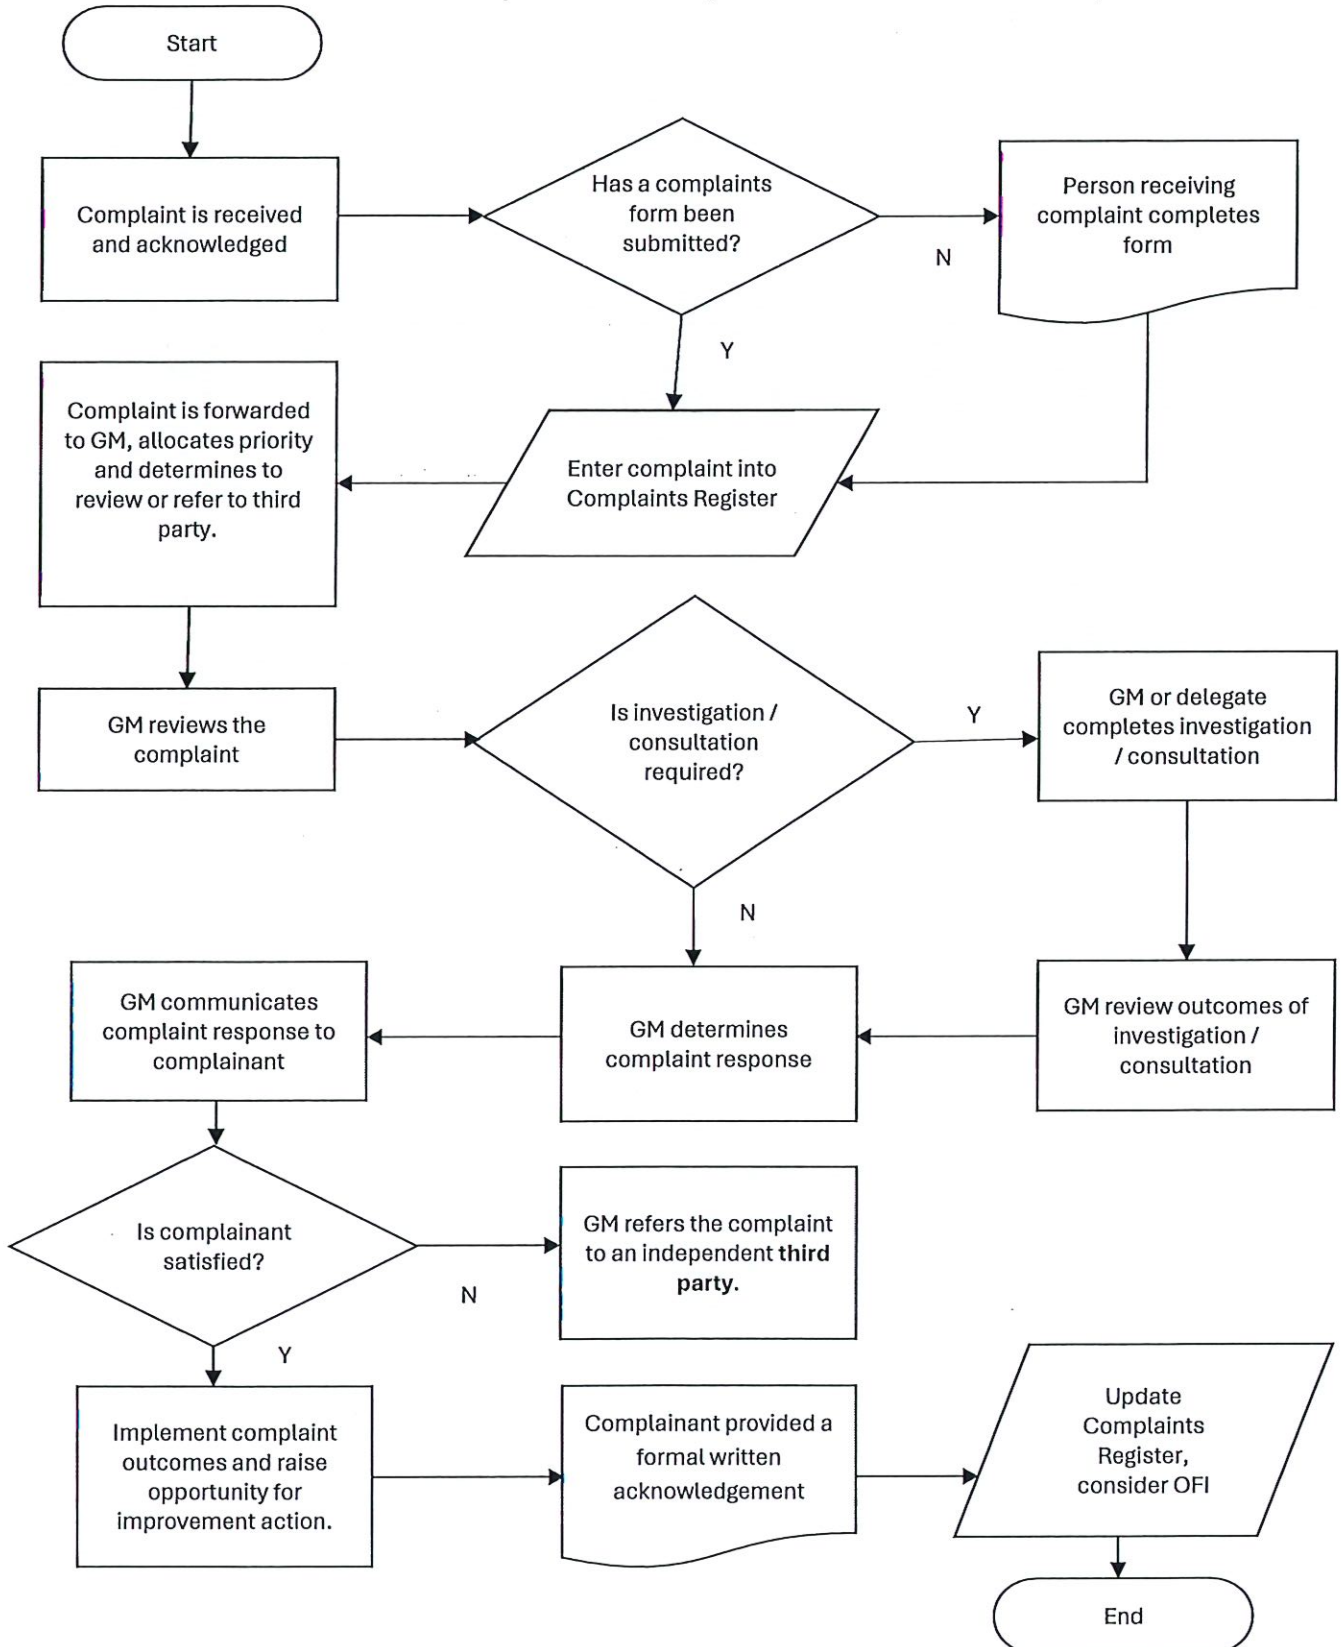 Start
Complaint is received
and acknowledged
Has a complaints
form been
submitted?
N
Person receiving
complaint completes
form
Y
Enter complaint into
Complaints Register
Complaint is forwarded
to GM, allocates priority
and determines to
review or refer to third
party.
GM reviews the
complaint
Is investigation /
consultation
required?
Y
GM or delegate
completes investigation
/ consultation
N
GM review outcomes of
investigation /
consultation
GM determines
complaint response
GM communicates
complaint response to
complainant
Is complainant
satisfied?
N
GM refers the complaint
to an independent third
party.
Y
Implement complaint
outcomes and raise
opportunity for
improvement action.
Complainant provided a
formal written
acknowledgement
Update
Complaints
Register,
consider OFI
End